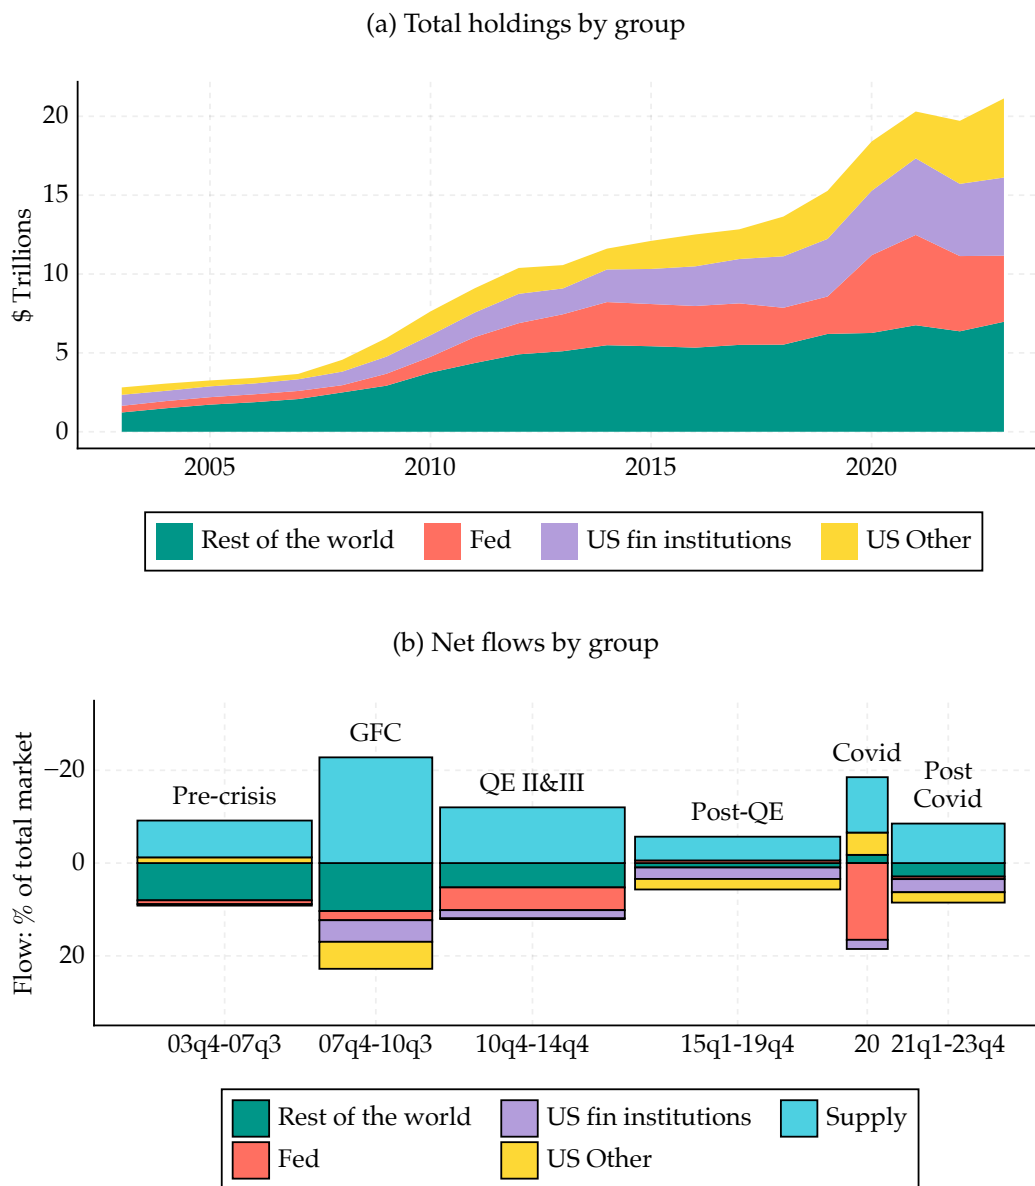 (a) Total holdings by group
$ Trillions
20
15
10
5
0
2005 2010 2015 2020
Rest of the world Fed US fin institutions US Other
(b) Net flows by group
Flow: % of total market
−20
0
20
Pre-crisis
GFC
QE II&III
Post-QE
Covid
Post
Covid
03q4-07q3 07q4-10q3 10q4-14q4 15q1-19q4 20 21q1-23q4
Rest of the world US fin institutions Supply
Fed US Other